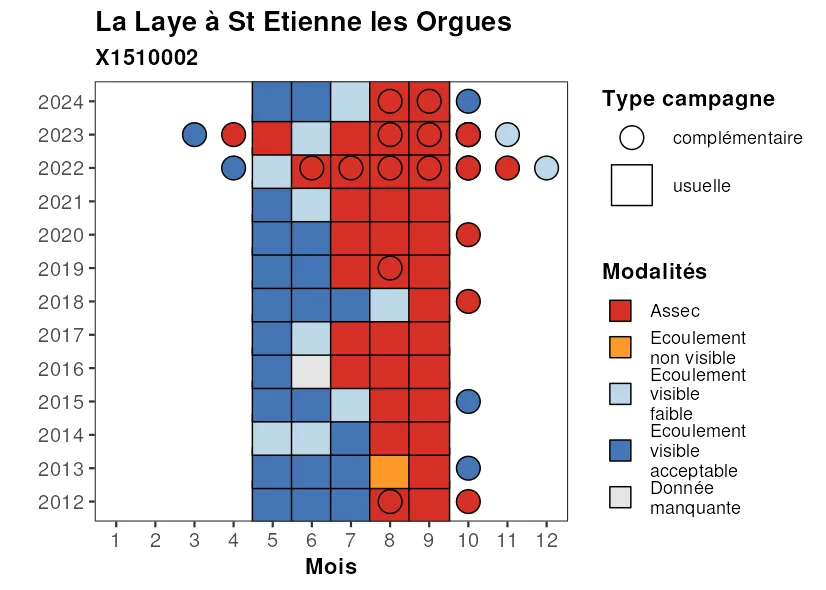 La Laye à St Etienne les Orgues
X1510002
2024
2023
2022
2021
2020
2019
2018
2017
2016
2015
2014
2013
2012
1 2 3 4 5 6 7 8 9 10 11 12
Mois
Type campagne
complémentaire
usuelle
Modalités
Assec
Ecoulement
non visible
Ecoulement
visible
faible
Ecoulement
visible
acceptable
Donnée
manquante